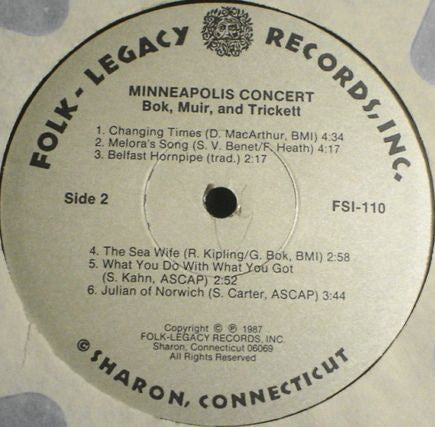 FOLK-LEGACY RECORDS, INC.
MINNEAPOLIS CONCERT
Bok, Muir, and Trickett
1. Changing Times (D. MacArthur, BMI) 4:34
2. Melora's Song (S. V. Benet/F. Heath) 4:17
3. Belfast Hornpipe (trad.) 2:17
Side 2
FSI-110
4. The Sea Wife (R. Kipling/G. Bok, BMI) 2:58
5. What You Do With What You Got
(S. Kahn, ASCAP) 2:52
6. Julian of Norwich (S. Carter, ASCAP) 3:44
Copyright © ℗ 1987
FOLK-LEGACY RECORDS, INC.
Sharon, Connecticut 06069
All Rights Reserved
© SHARON, CONNECTICUT